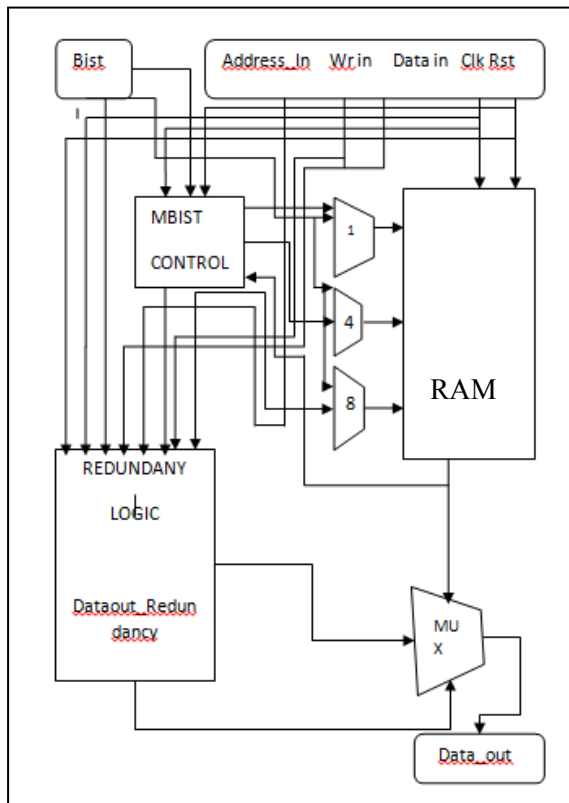 Bist
Address_In Wr in Data in Clk Rst
I
MBIST
CONTROL
1
4
8
RAM
REDUNDANY
LOGIC
Dataout_Redun
dancy
MU
X
Data_out